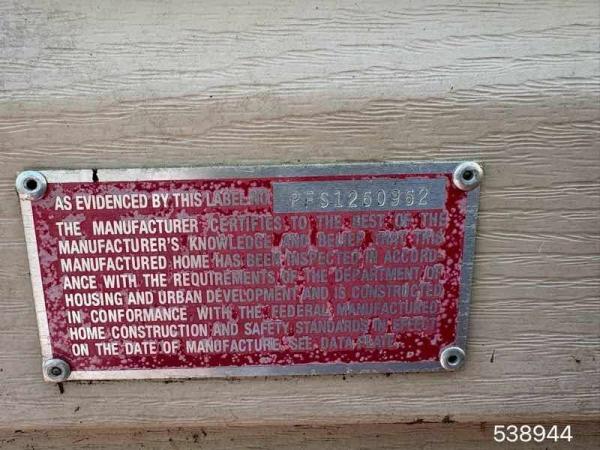 AS EVIDENCED BY THIS LABEL NO. PFS1260962
THE MANUFACTURER CERTIFIES TO THE BEST OF THE
MANUFACTURER'S KNOWLEDGE AND BELIEF THAT THIS
MANUFACTURED HOME HAS BEEN INSPECTED IN ACCORD-
ANCE WITH THE REQUIREMENTS OF THE DEPARTMENT OF
HOUSING AND URBAN DEVELOPMENT AND IS CONSTRUCTED
IN CONFORMANCE WITH THE FEDERAL MANUFACTURED
HOME CONSTRUCTION AND SAFETY STANDARDS IN EFFECT
ON THE DATE OF MANUFACTURE. SEE DATA PLATE.
538944